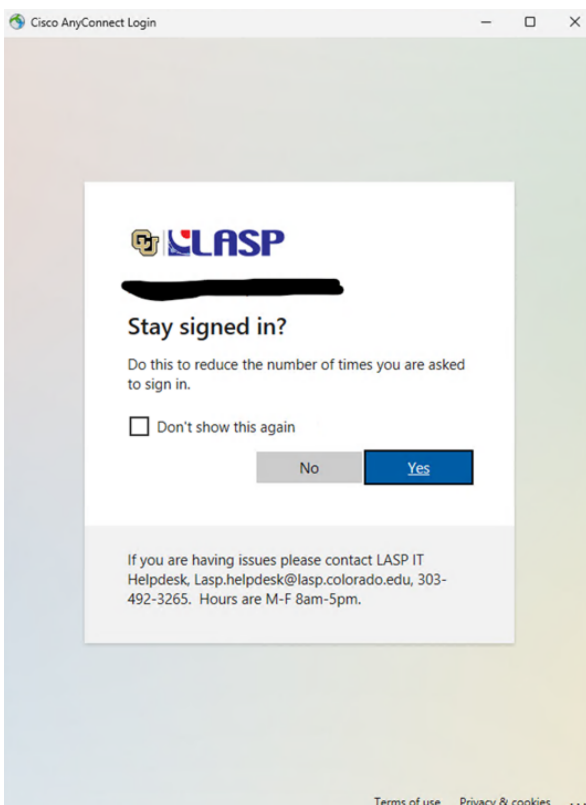 Cisco AnyConnect Login
CU LASP
Stay signed in?
Do this to reduce the number of times you are asked
to sign in.
Don't show this again
No Yes
If you are having issues please contact LASP IT
Helpdesk, Lasp.helpdesk@lasp.colorado.edu, 303-
492-3265. Hours are M-F 8am-5pm.
Terms of use Privacy & cookies ...